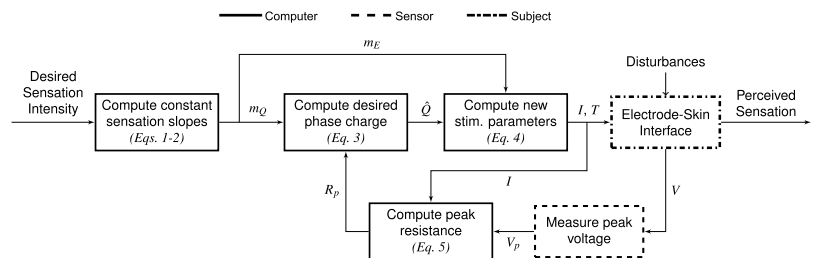 Computer
Sensor
Subject
m_E
Desired
Sensation
Intensity
Compute constant
sensation slopes
(Eqs. 1-2)
m_Q
Compute desired
phase charge
(Eq. 3)
Q̂
Compute new
stim. parameters
(Eq. 4)
I, T
Disturbances
Electrode-Skin
Interface
Perceived
Sensation
R_p
I
V
Compute peak
resistance
(Eq. 5)
V_p
Measure peak
voltage